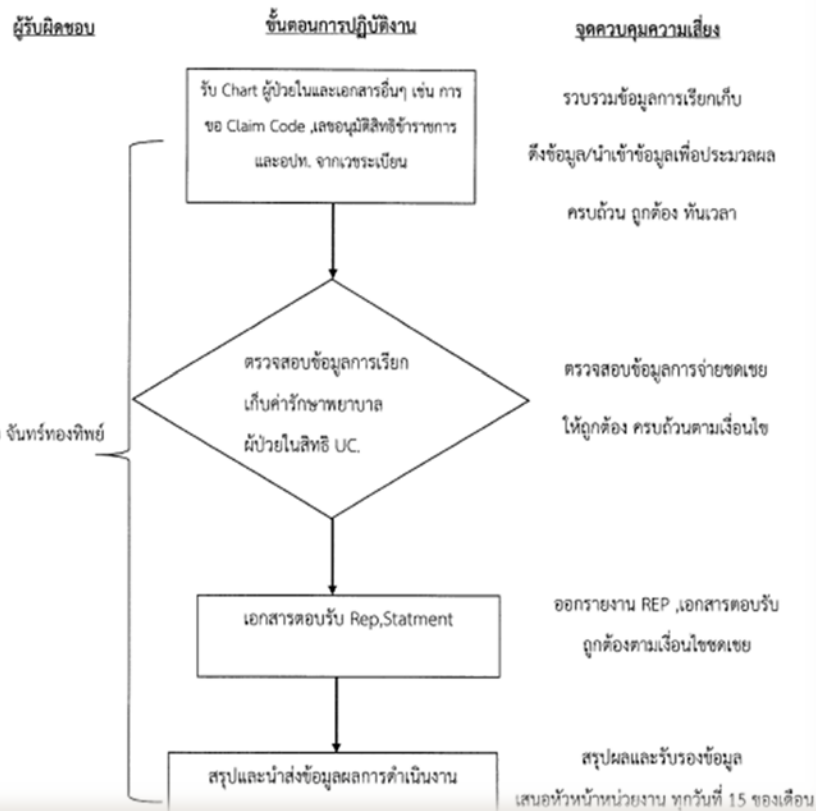 ผู้รับผิดชอบ
ขั้นตอนการปฏิบัติงาน
จุดควบคุมความเสี่ยง
รับ Chart ผู้ป่วยในและเอกสารอื่นๆ เช่น การ
ขอ Claim Code ,เลขอนุมัติสิทธิข้าราชการ
และอปท. จากเวชระเบียน
รวบรวมข้อมูลการเรียกเก็บ
ดึงข้อมูล/นำเข้าข้อมูลเพื่อประมวลผล
ครบถ้วน ถูกต้อง ทันเวลา
ตรวจสอบข้อมูลการเรียก
เก็บค่ารักษาพยาบาล
ผู้ป่วยในสิทธิ UC.
ตรวจสอบข้อมูลการจ่ายชดเชย
ให้ถูกต้อง ครบถ้วนตามเงื่อนไข
จันทร์ทองทิพย์
เอกสารตอบรับ Rep,Statment
ออกรายงาน REP ,เอกสารตอบรับ
ถูกต้องตามเงื่อนไขชดเชย
สรุปและนำส่งข้อมูลผลการดำเนินงาน
สรุปผลและรับรองข้อมูล
เสนอหัวหน้าหน่วยงาน ทุกวันที่ 15 ของเดือน